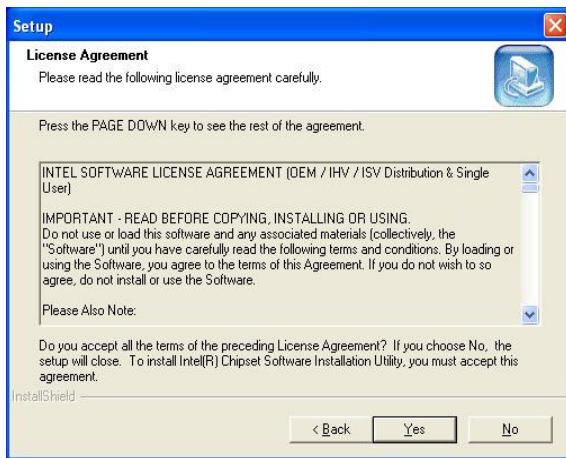 Setup
License Agreement
Please read the following license agreement carefully.
Press the PAGE DOWN key to see the rest of the agreement.
INTEL SOFTWARE LICENSE AGREEMENT (OEM / IHV / ISV Distribution & Single
User)
IMPORTANT - READ BEFORE COPYING, INSTALLING OR USING.
Do not use or load this software and any associated materials (collectively, the
"Software") until you have carefully read the following terms and conditions. By loading or
using the Software, you agree to the terms of this Agreement. If you do not wish to so
agree, do not install or use the Software.
Please Also Note:
Do you accept all the terms of the preceding License Agreement? If you choose No, the
setup will close. To install Intel(R) Chipset Software Installation Utility, you must accept this
agreement.
InstallShield
< Back
Yes
No